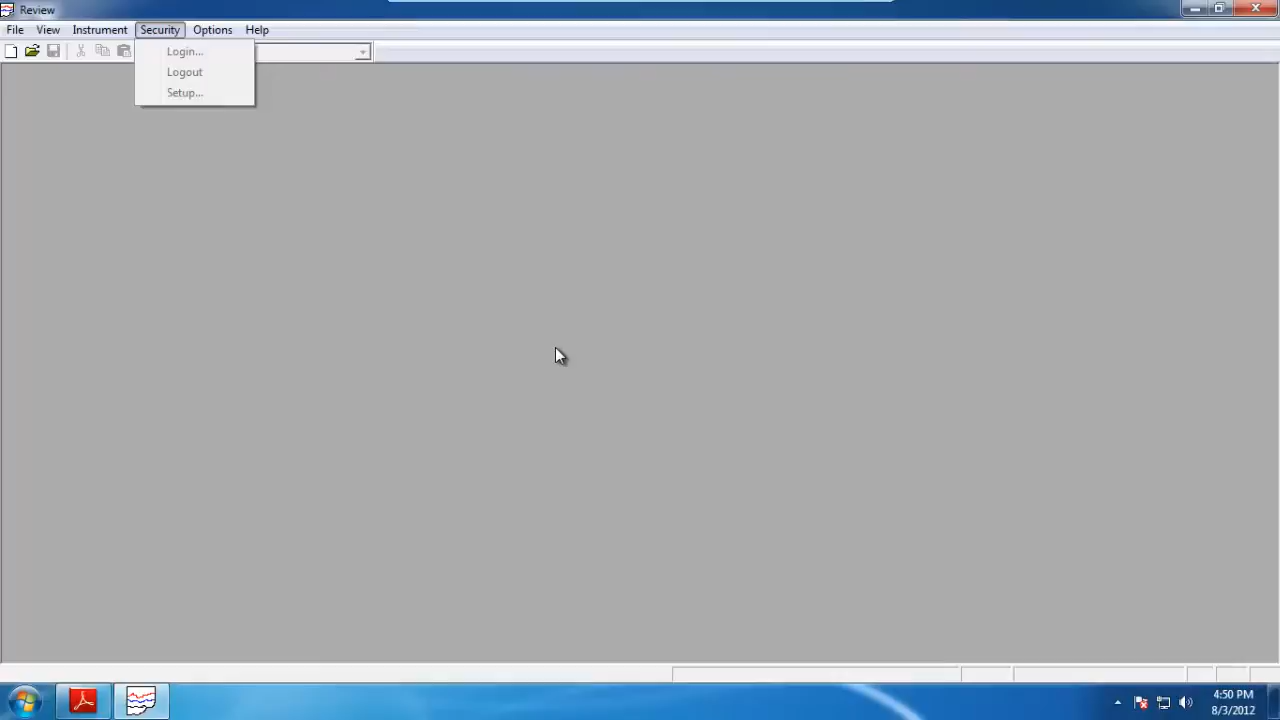 Review
File View Instrument Security Options Help
Login...
Logout
Setup...
4:50 PM
8/3/2012